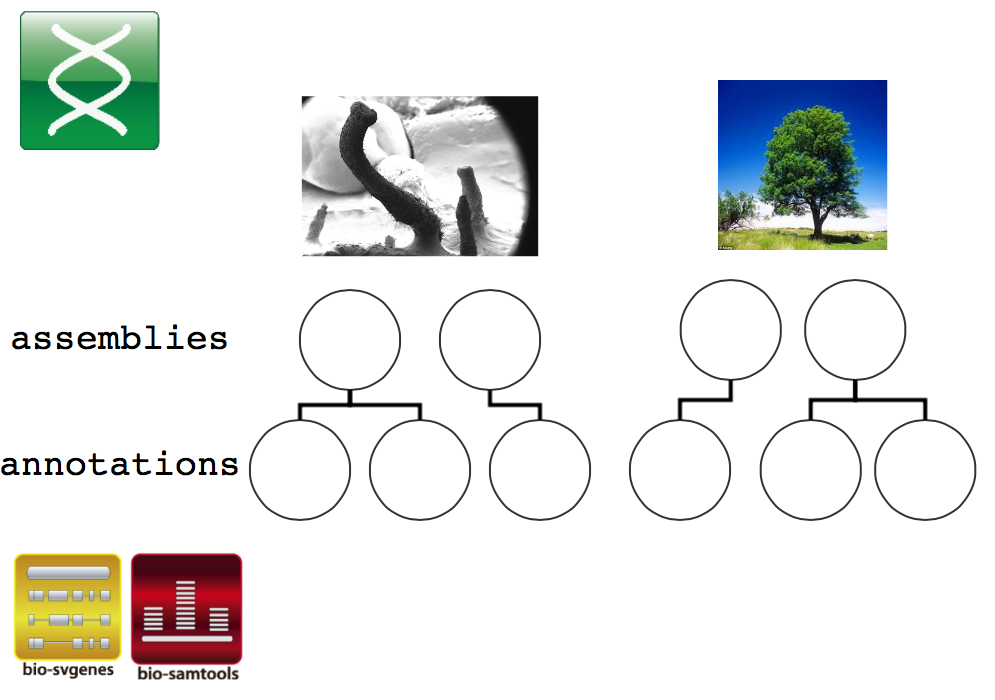 assemblies
annotations
bio-svgenes
bio-samtools